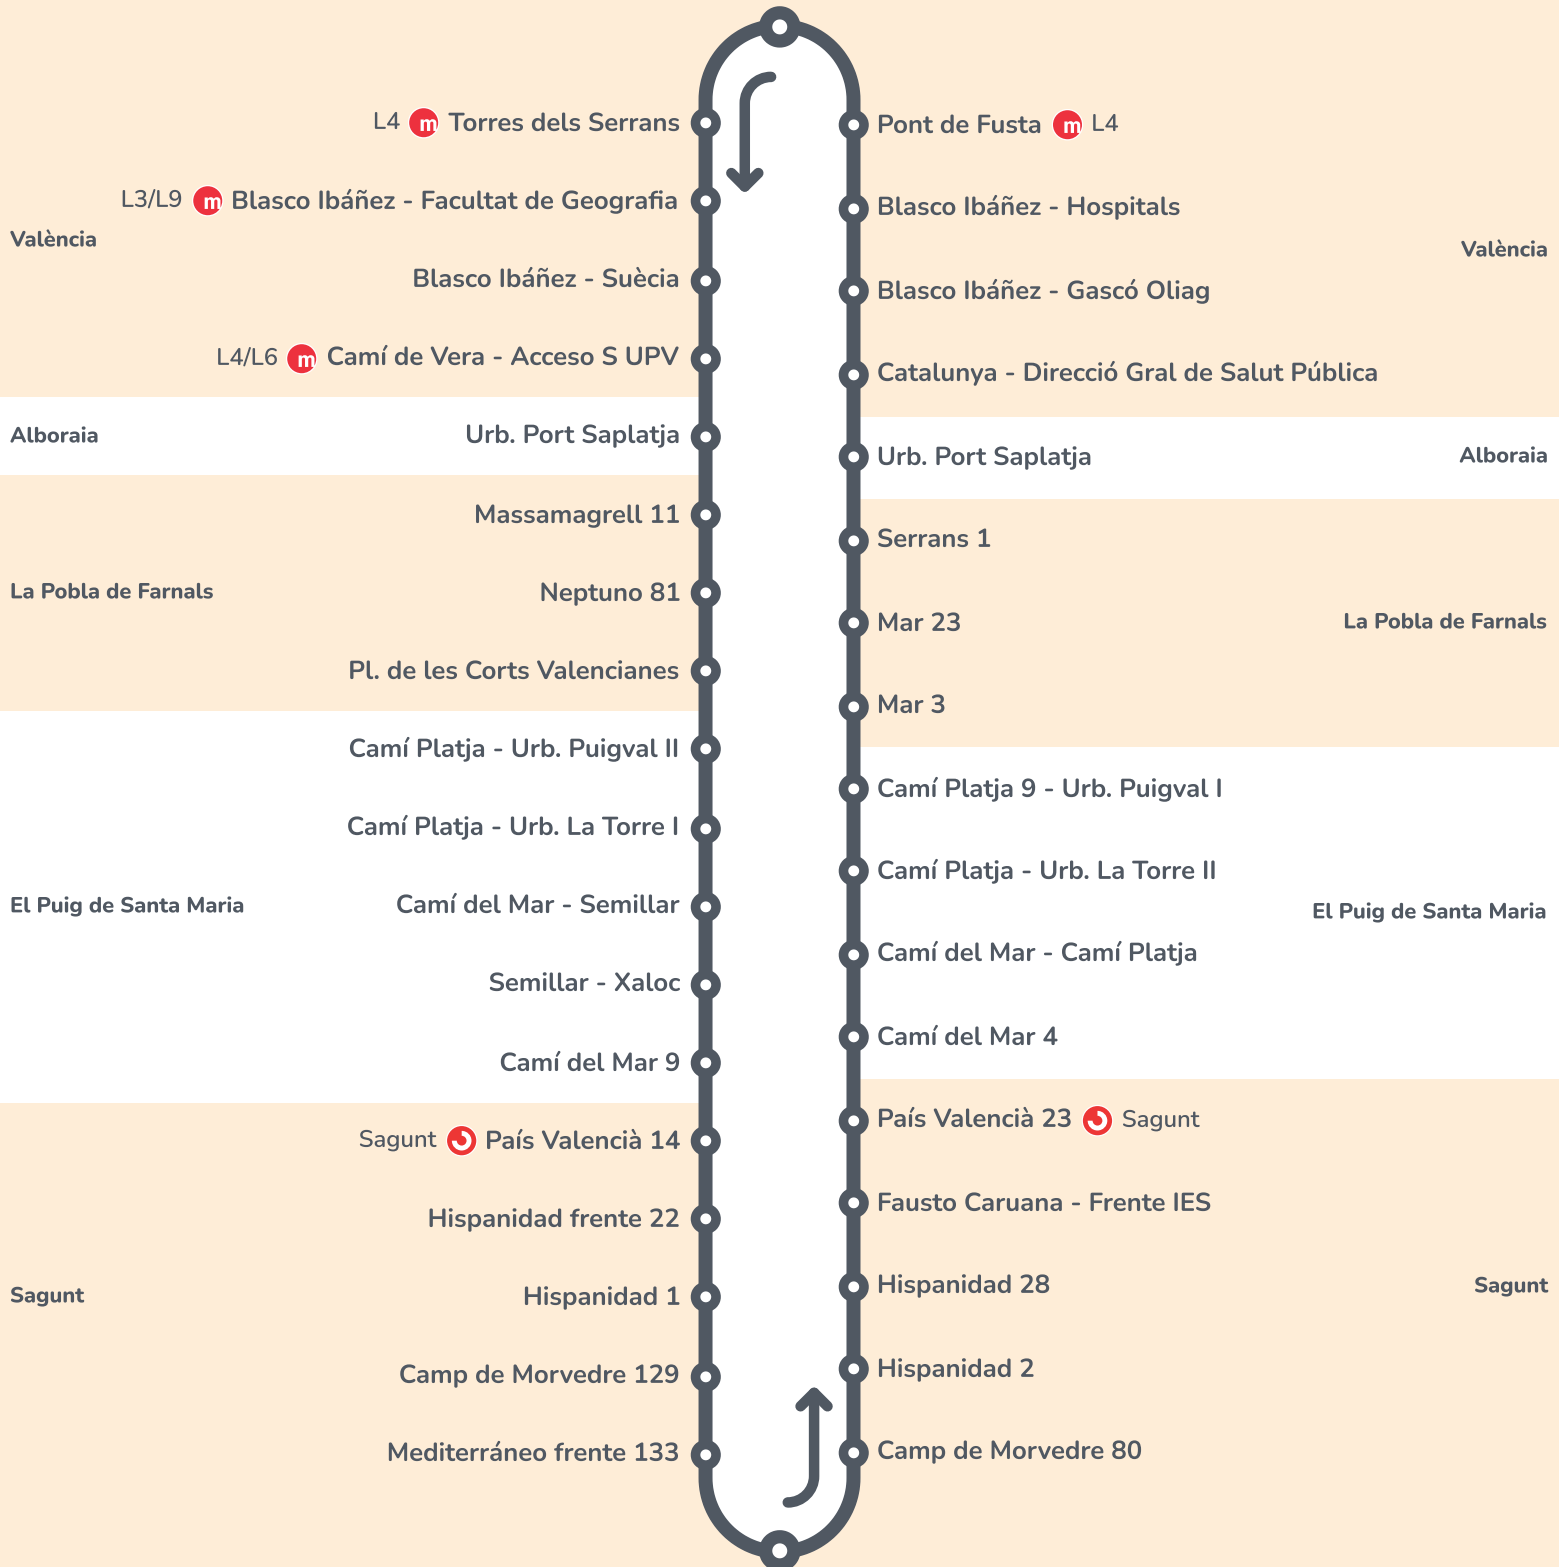 L4 m Torres dels Serrans
L3/L9 m Blasco Ibáñez - Facultat de Geografia
València
Blasco Ibáñez - Suècia
L4/L6 m Camí de Vera - Acceso S UPV
Alboraia
Urb. Port Saplatja
Massamagrell 11
La Pobla de Farnals
Neptuno 81
Pl. de les Corts Valencianes
Camí Platja - Urb. Puigval II
Camí Platja - Urb. La Torre I
El Puig de Santa Maria
Camí del Mar - Semillar
Semillar - Xaloc
Camí del Mar 9
Sagunt País Valencià 14
Hispanidad frente 22
Sagunt
Hispanidad 1
Camp de Morvedre 129
Mediterráneo frente 133
Pont de Fusta m L4
Blasco Ibáñez - Hospitals
València
Blasco Ibáñez - Gascó Oliag
Catalunya - Direcció Gral de Salut Pública
Urb. Port Saplatja
Alboraia
Serrans 1
Mar 23
La Pobla de Farnals
Mar 3
Camí Platja 9 - Urb. Puigval I
Camí Platja - Urb. La Torre II
El Puig de Santa Maria
Camí del Mar - Camí Platja
Camí del Mar 4
País Valencià 23 Sagunt
Fausto Caruana - Frente IES
Hispanidad 28
Sagunt
Hispanidad 2
Camp de Morvedre 80